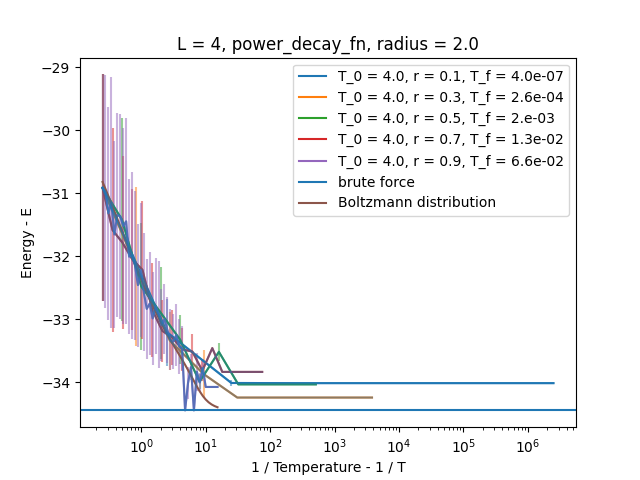 L = 4, power_decay_fn, radius = 2.0
Energy - E
−29
−30
−31
−32
−33
−34
T_0 = 4.0, r = 0.1, T_f = 4.0e-07
T_0 = 4.0, r = 0.3, T_f = 2.6e-04
T_0 = 4.0, r = 0.5, T_f = 2.e-03
T_0 = 4.0, r = 0.7, T_f = 1.3e-02
T_0 = 4.0, r = 0.9, T_f = 6.6e-02
brute force
Boltzmann distribution
10⁰ 10¹ 10² 10³ 10⁴ 10⁵ 10⁶
1 / Temperature - 1 / T